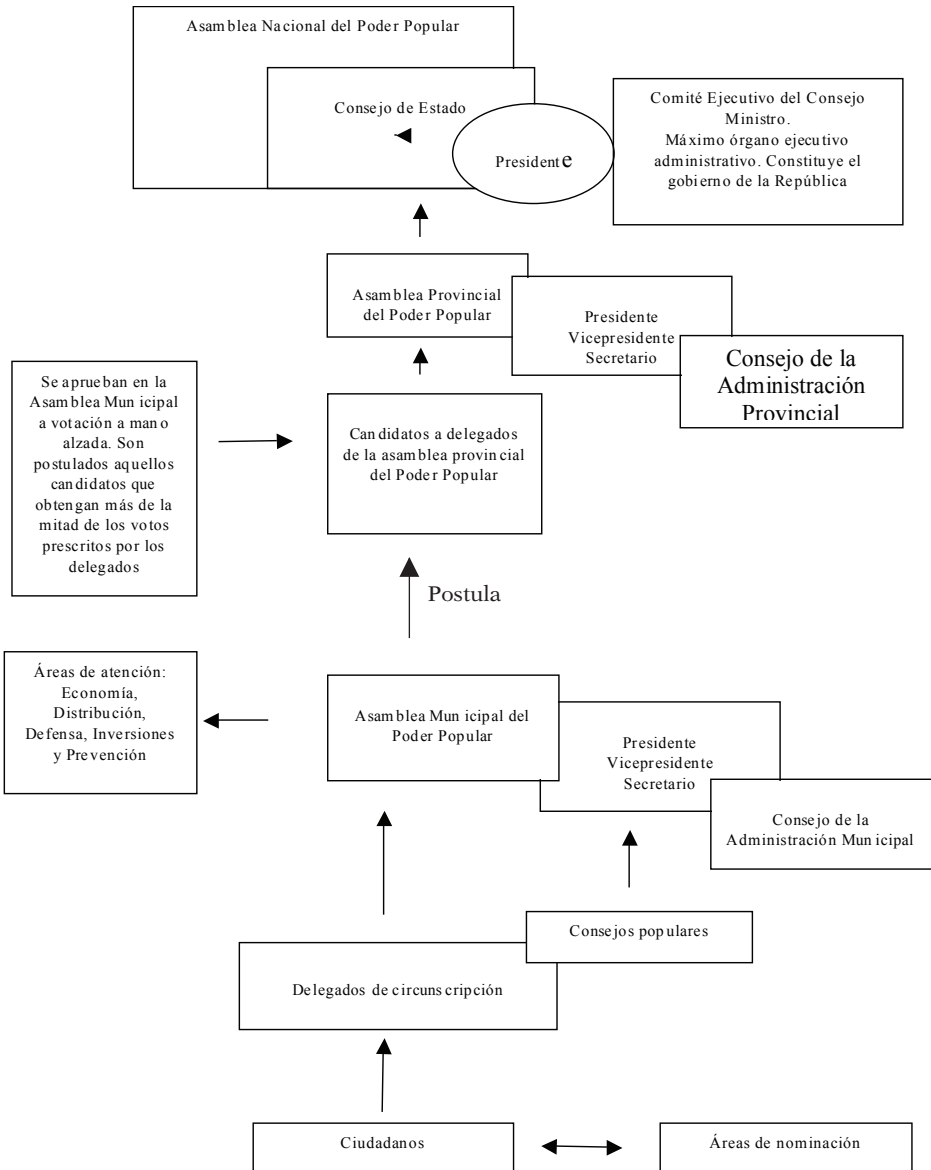 Asamblea Nacional del Poder Popular
Consejo de Estado
Presidente
Comité Ejecutivo del Consejo
Ministro.
Máximo órgano ejecutivo
administrativo. Constituye el
gobierno de la República
Asamblea Provincial
del Poder Popular
Presidente
Vicepresidente
Secretario
Consejo de la
Administración
Provincial
Se aprueban en la
Asamblea Municipal
a votación a mano
alzada. Son
postulados aquellos
candidatos que
obtengan más de la
mitad de los votos
prescritos por los
delegados
Candidatos a delegados
de la asamblea provincial
del Poder Popular
Postula
Áreas de atención:
Economía,
Distribución,
Defensa, Inversiones
y Prevención
Asamblea Municipal del
Poder Popular
Presidente
Vicepresidente
Secretario
Consejo de la
Administración Municipal
Consejos populares
Delegados de circunscripción
Ciudadanos
Áreas de nominación